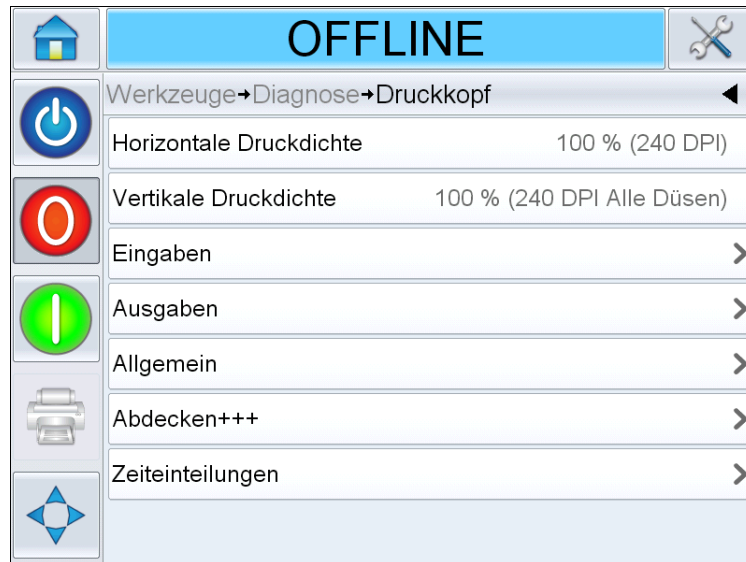 OFFLINE
Werkzeuge→Diagnose→Druckkopf
Horizontale Druckdichte 100 % (240 DPI)
Vertikale Druckdichte 100 % (240 DPI Alle Düsen)
Eingaben
Ausgaben
Allgemein
Abdecken+++
Zeiteinteilungen